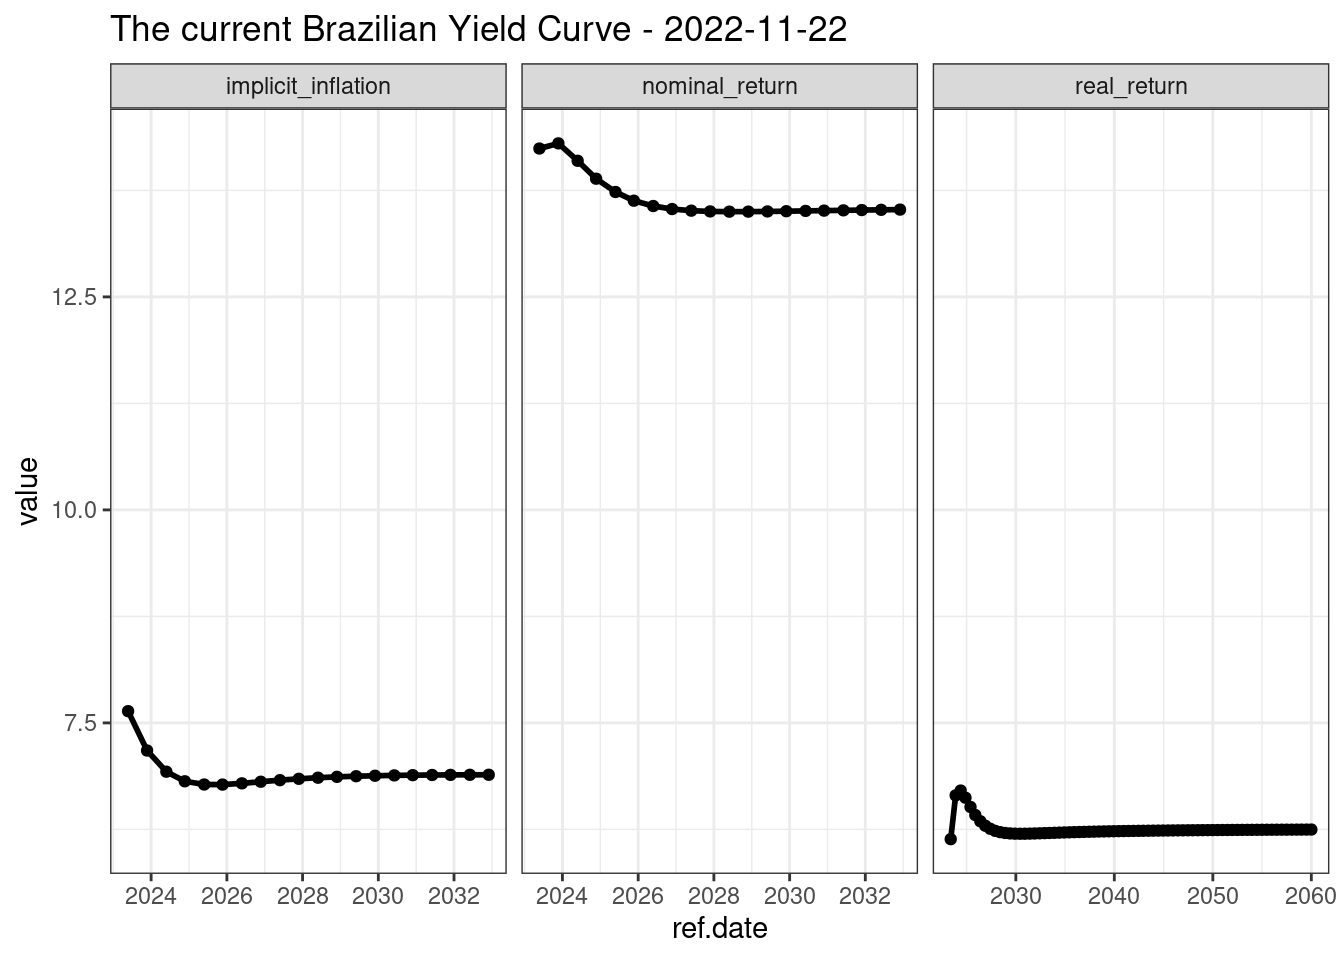 The current Brazilian Yield Curve - 2022-11-22
implicit_inflation
nominal_return
real_return
value
12.5
10.0
7.5
2024 2026 2028 2030 2032
2024 2026 2028 2030 2032
2030 2040 2050 2060
ref.date